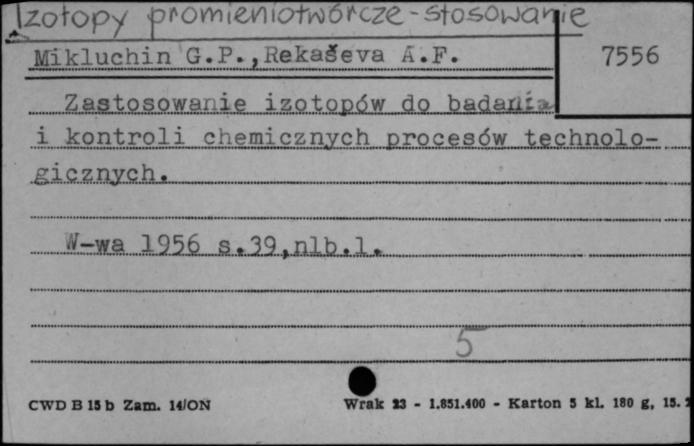 Izotopy promieniotwórcze - stosowanie
Mikluchin G.P., Rekaševa A.F.
7556
Zastosowanie izotopów do badania
i kontroli chemicznych procesów technolo-
gicznych.
W-wa 1956 s.39,nlb.1.
5
CWD B 15 b Zam. 14/ON
Wrak 23 - 1.851.400 - Karton 5 kl. 180 g, 15.